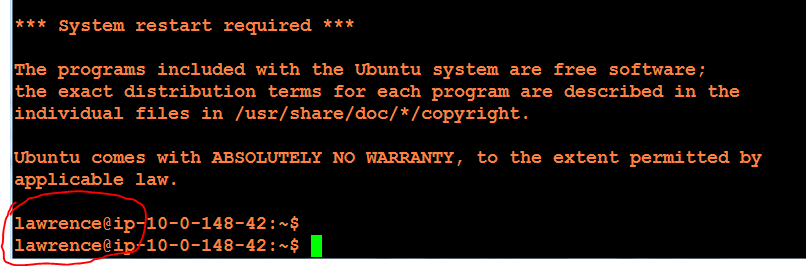 *** System restart required ***
The programs included with the Ubuntu system are free software;
the exact distribution terms for each program are described in the
individual files in /usr/share/doc/*/copyright.
Ubuntu comes with ABSOLUTELY NO WARRANTY, to the extent permitted by
applicable law.
lawrence@ip-10-0-148-42:~$
lawrence@ip-10-0-148-42:~$